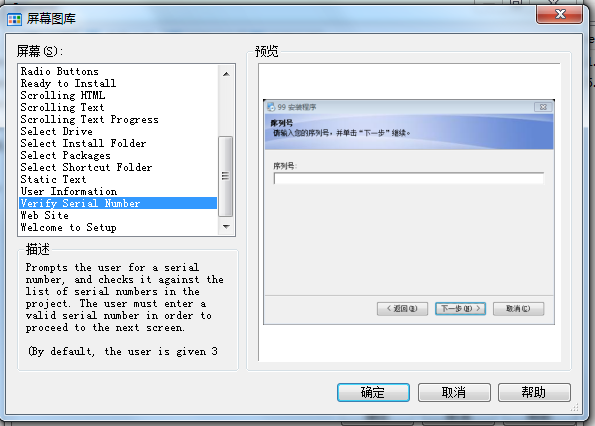 屏幕图库
屏幕(S):
Radio Buttons
Ready to Install
Scrolling HTML
Scrolling Text
Scrolling Text Progress
Select Drive
Select Install Folder
Select Packages
Select Shortcut Folder
Static Text
User Information
Verify Serial Number
Web Site
Welcome to Setup
描述
Prompts the user for a serial
number, and checks it against the
list of serial numbers in the
project. The user must enter a
valid serial number in order to
proceed to the next screen.
(By default, the user is given 3
预览
99 安装程序
序列号
请输入您的序列号，并单击“下一步”继续。
序列号:
< 返回(B)
下一步(N) >
取消(C)
确定
取消
帮助